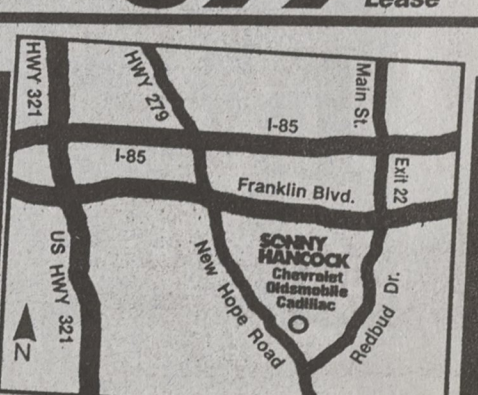 Lease
HWY 321
HWY 279
Main St.
I-85
I-85
Exit 22
Franklin Blvd.
SONNY
HANCOCK
Chevrolet
Oldsmobile
Cadillac
US HWY 321
New Hope Road
Redbud Dr.
N